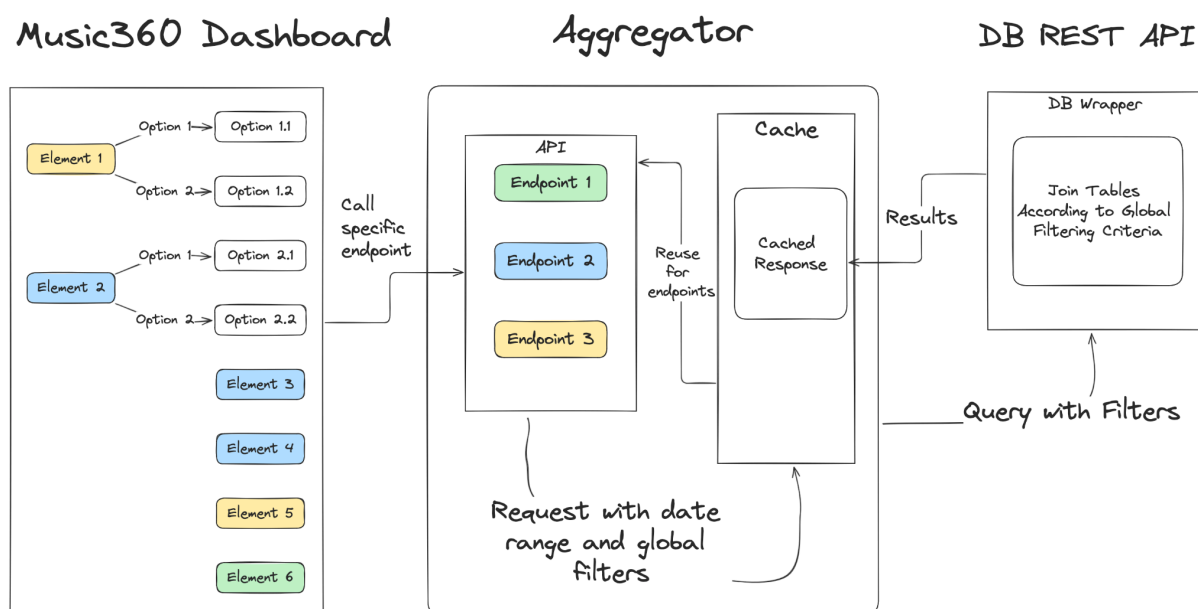 Music360 Dashboard
Element 1
Option 1
Option 1.1
Option 2
Option 1.2
Element 2
Option 1
Option 2.1
Option 2
Option 2.2
Element 3
Element 4
Element 5
Element 6
Call
specific
endpoint
Aggregator
API
Endpoint 1
Endpoint 2
Endpoint 3
Reuse
for
endpoints
Cache
Cached
Response
Request with date
range and global
filters
Results
Query with Filters
DB REST API
DB Wrapper
Join Tables
According to Global
Filtering Criteria